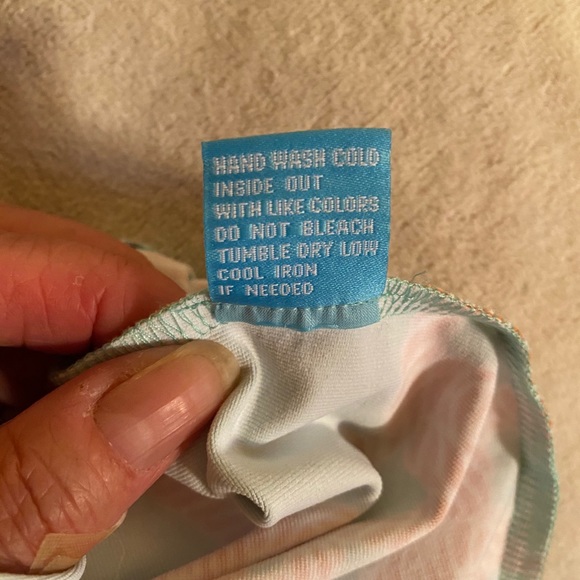 HAND WASH COLD
INSIDE OUT
WITH LIKE COLORS
DO NOT BLEACH
TUMBLE DRY LOW
COOL IRON
IF NEEDED